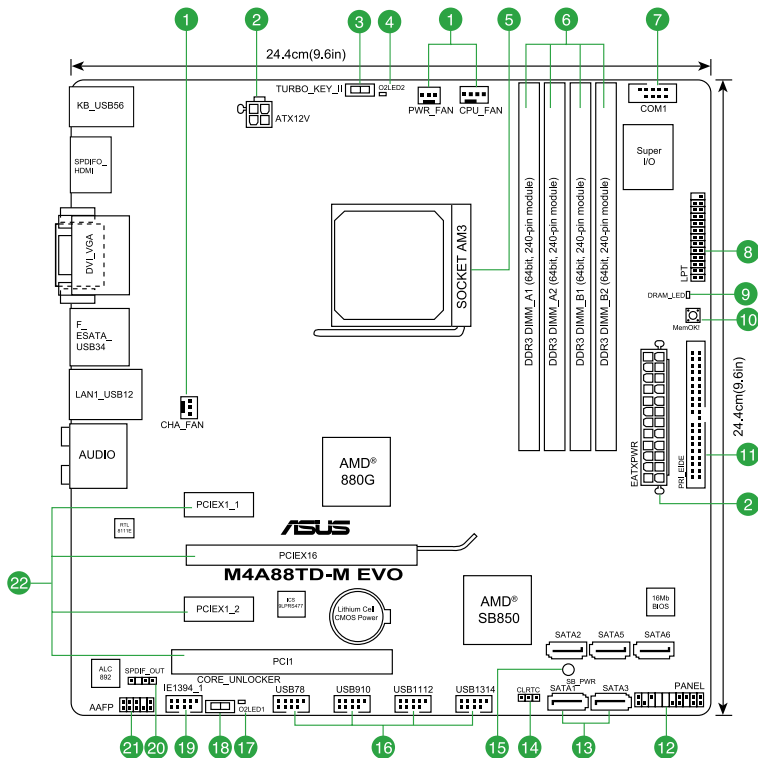 1
2
3
4
1
5
6
7
24.4cm(9.6in)
TURBO_KEY_II
O2LED2
KB_USB56
ATX12V
PWR_FAN
CPU_FAN
COM1
SPDIFO_
HDMI
Super
I/O
DVI_VGA
SOCKET AM3
DDR3 DIMM_A1 (64bit, 240-pin module)
DDR3 DIMM_A2 (64bit, 240-pin module)
DDR3 DIMM_B1 (64bit, 240-pin module)
DDR3 DIMM_B2 (64bit, 240-pin module)
LPT
8
DRAM_LED
9
MemOK!
10
F_
ESATA_
USB34
LAN1_USB12
1
CHA_FAN
AUDIO
EATXPWR
PRI_EIDE
24.4cm(9.6in)
11
2
AMD®
880G
PCIEX1_1
RTL
8111E
ASUS
PCIEX16
M4A88TD-M EVO
22
PCIEX1_2
ICS
9LPRS477
Lithium Cell
CMOS Power
AMD®
SB850
16Mb
BIOS
SATA2
SATA5
SATA6
PCI1
ALC
892
SPDIF_OUT
CORE_UNLOCKER
SB_PWR
IE1394_1
O2LED1
USB78
USB910
USB1112
USB1314
CLRTC
SATA1
SATA3
PANEL
AAFP
21
20
19
18
17
16
15
14
13
12